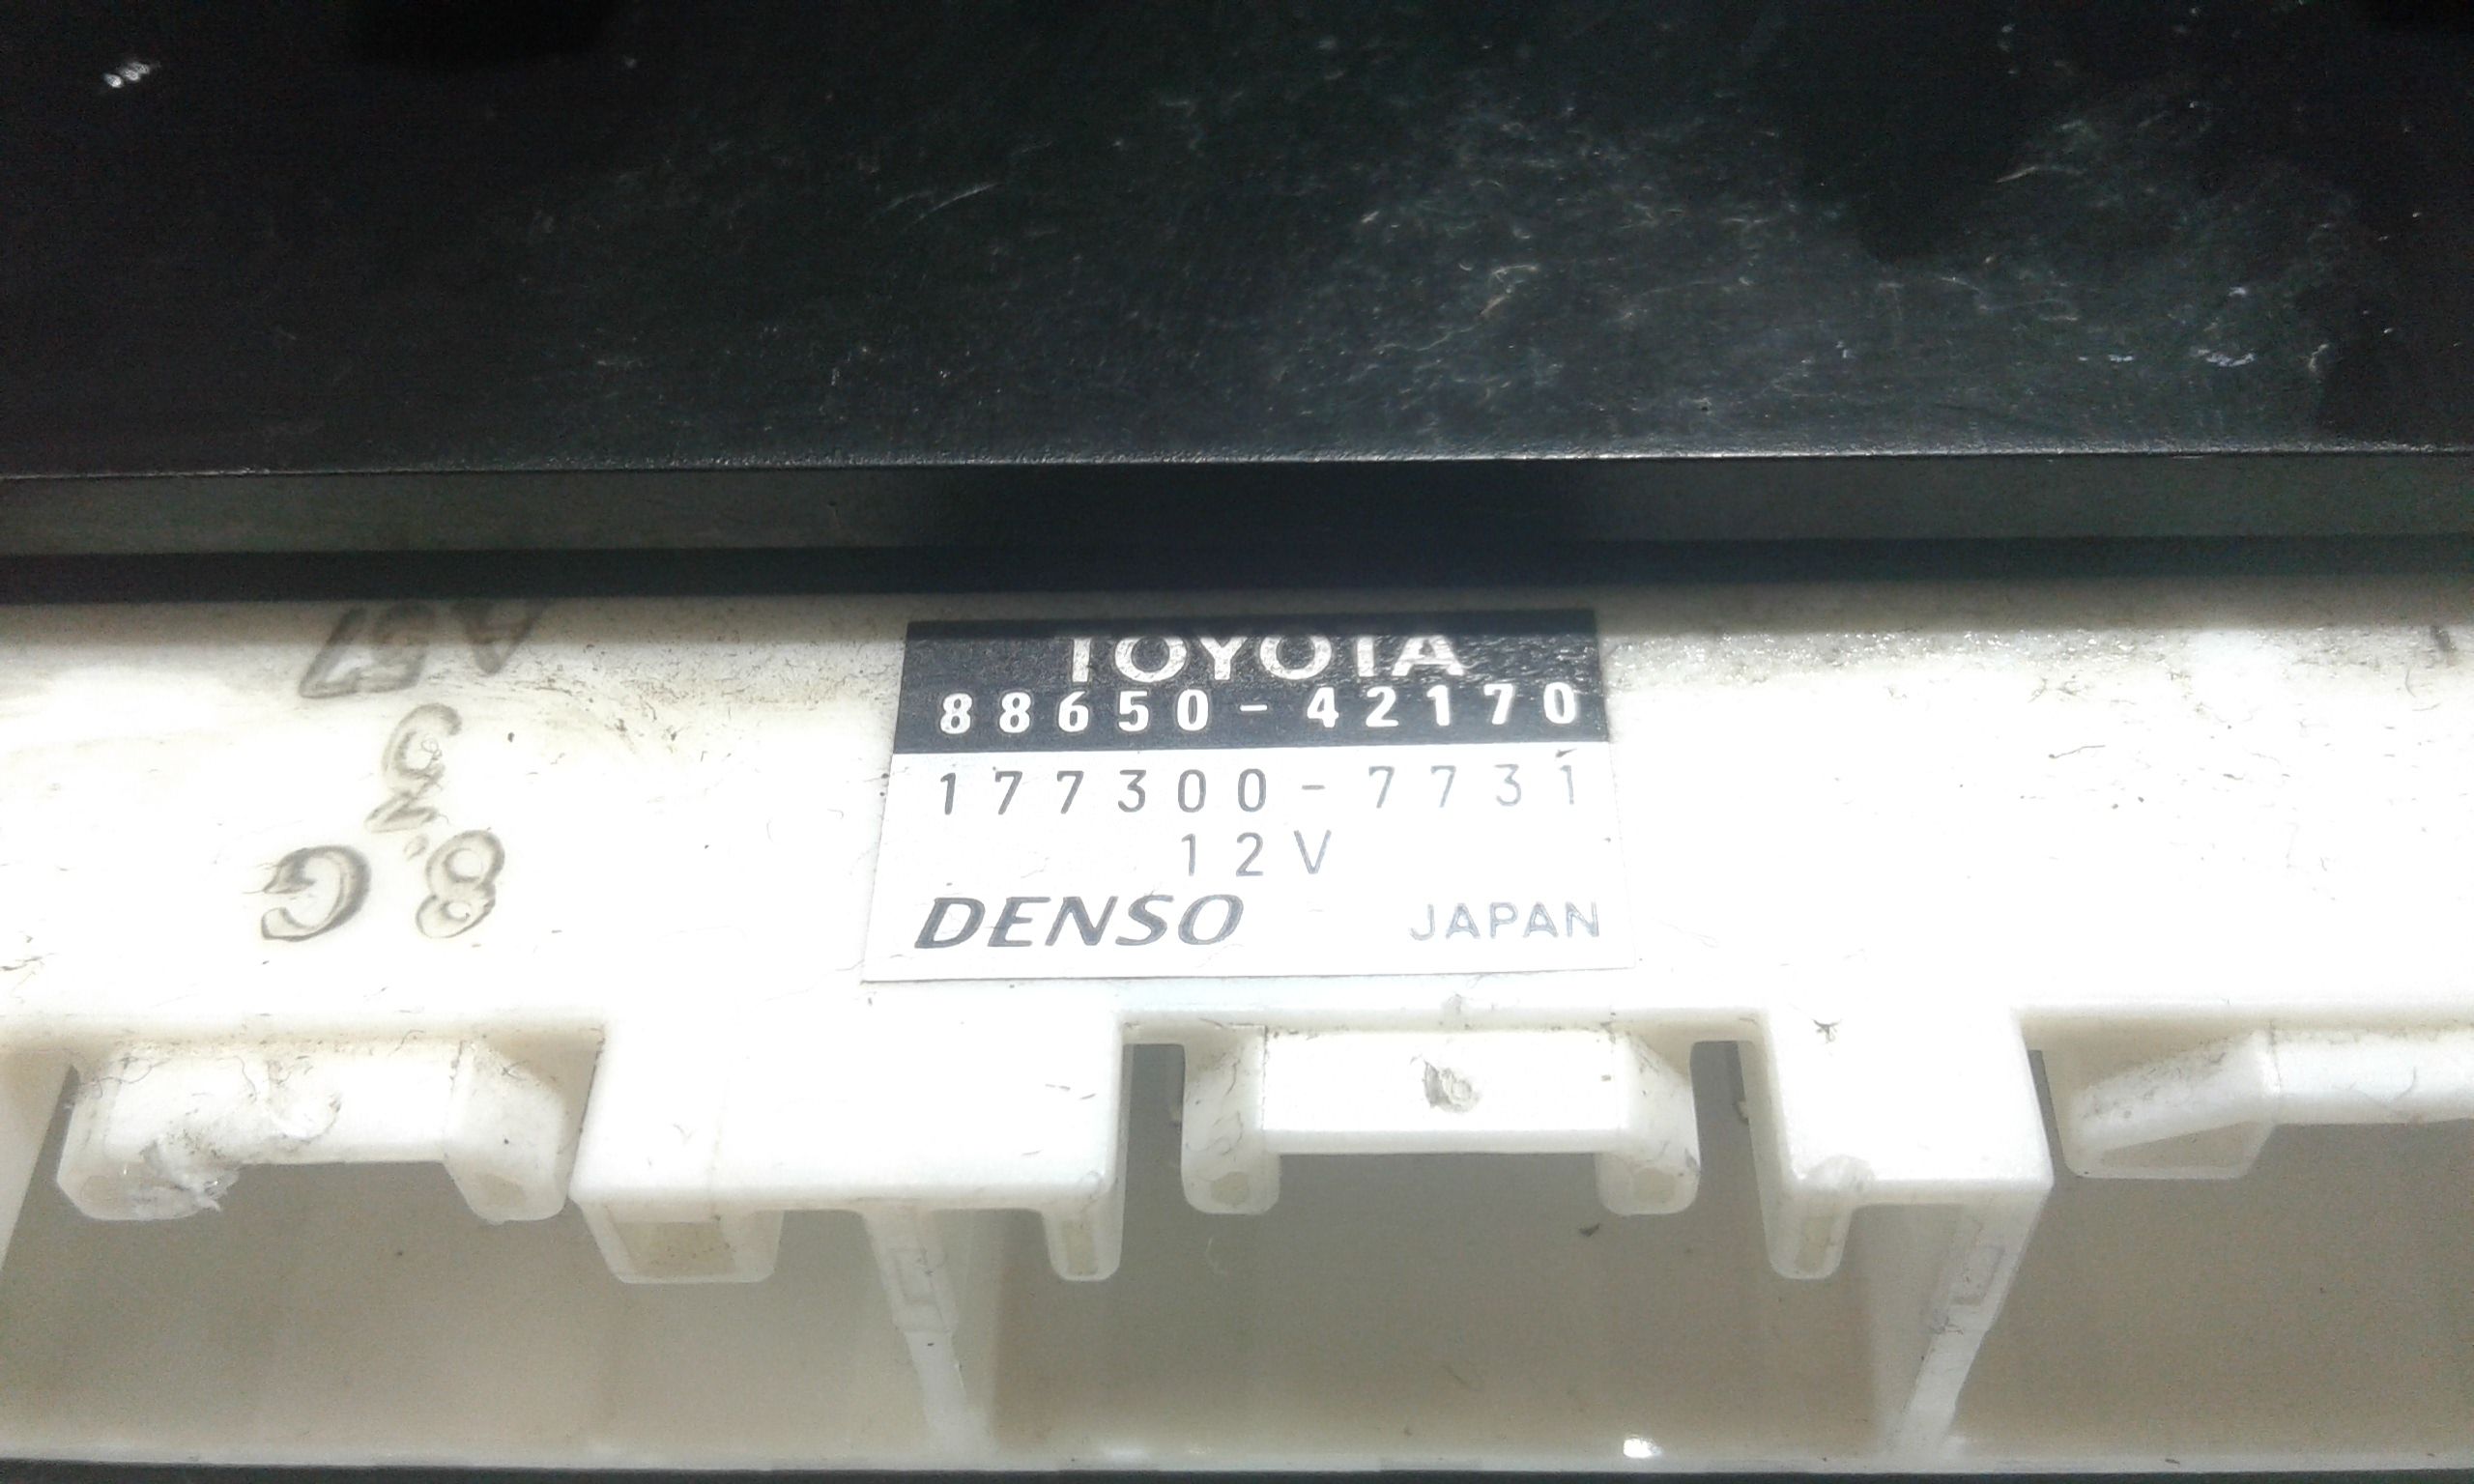 TOYOTA
88650-42170
177300-7731
12V
DENSO JAPAN